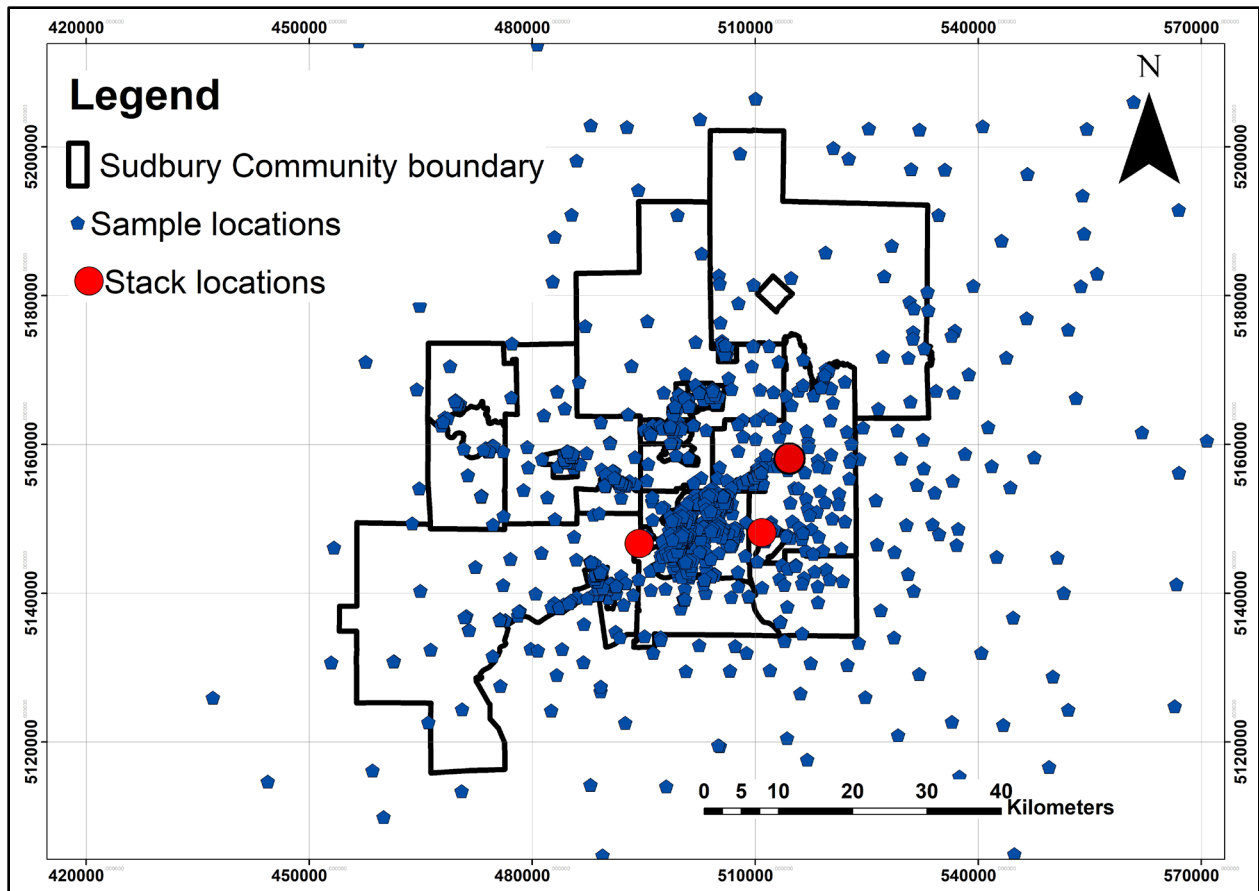 420000 450000 480000 510000 540000 570000
N
Legend
Sudbury Community boundary
Sample locations
Stack locations
5200000 5200000
5180000 5180000
5160000 5160000
5140000 5140000
5120000 5120000
0 5 10 20 30 40
Kilometers
420000 450000 480000 510000 540000 570000